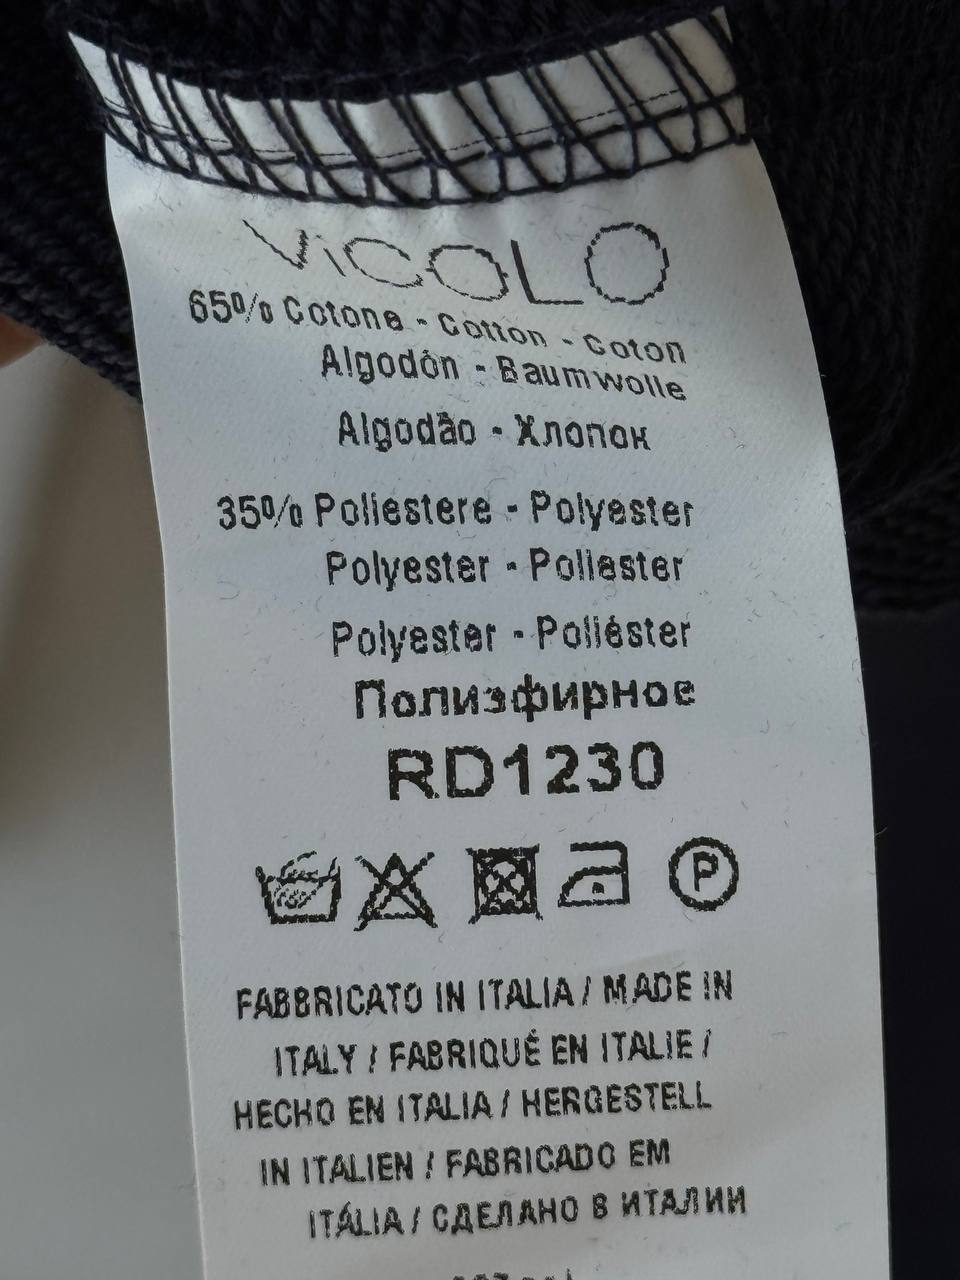 ViCOLO
65% Cotone - Cotton - Coton
Algodón - Baumwolle
Algodão - Хлопок
35% Poliestere - Polyester
Polyester - Poliester
Polyester - Poliéster
Полиэфирное
RD1230
P
FABBRICATO IN ITALIA / MADE IN
ITALY / FABRIQUÉ EN ITALIE /
HECHO EN ITALIA / HERGESTELL
IN ITALIEN / FABRICADO EM
ITÁLIA / СДЕЛАНО В ИТАЛИИ